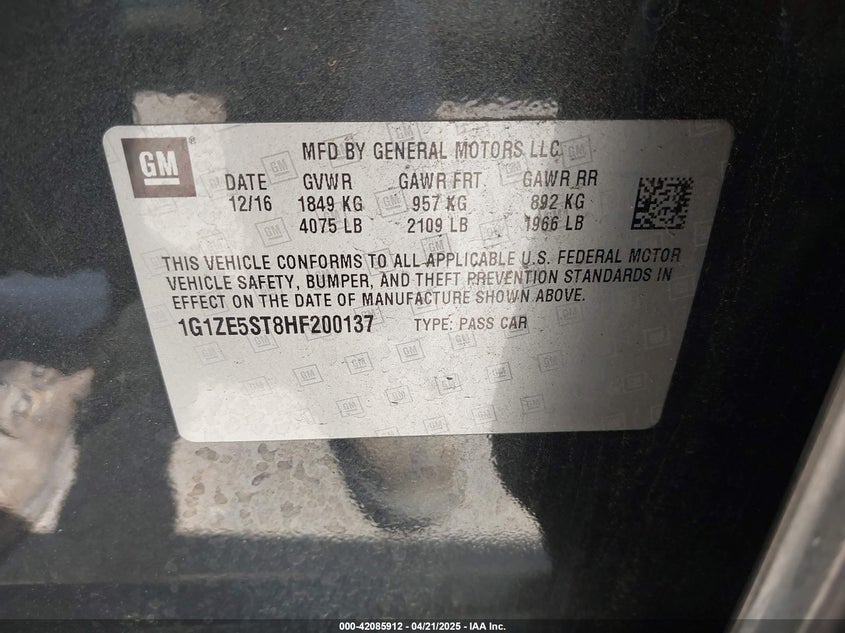 GM ® MFD BY GENERAL MOTORS LLC
DATE GVWR GAWR FRT GAWR RR
12/16 1849 KG 957 KG 892 KG
4075 LB 2109 LB 1966 LB
THIS VEHICLE CONFORMS TO ALL APPLICABLE U.S. FEDERAL MOTOR
VEHICLE SAFETY, BUMPER, AND THEFT PREVENTION STANDARDS IN
EFFECT ON THE DATE OF MANUFACTURE SHOWN ABOVE.
1G1ZE5ST8HF200137 TYPE: PASS CAR
000-42085912 - 04/21/2025 - IAA Inc.